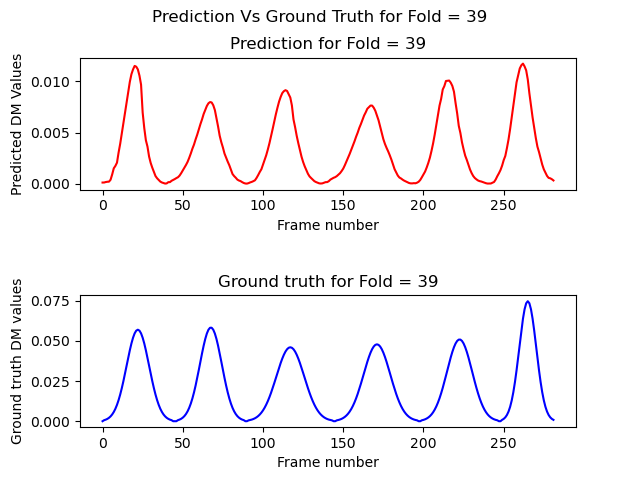 Prediction Vs Ground Truth for Fold = 39
Prediction for Fold = 39
Predicted DM Values
0.010
0.005
0.000
0 50 100 150 200 250
Frame number
Ground truth for Fold = 39
Ground truth DM values
0.075
0.050
0.025
0.000
0 50 100 150 200 250
Frame number